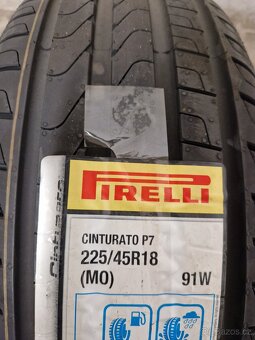 PIRELLI
CINTURATO P7
225/45R18
(MO) 91W